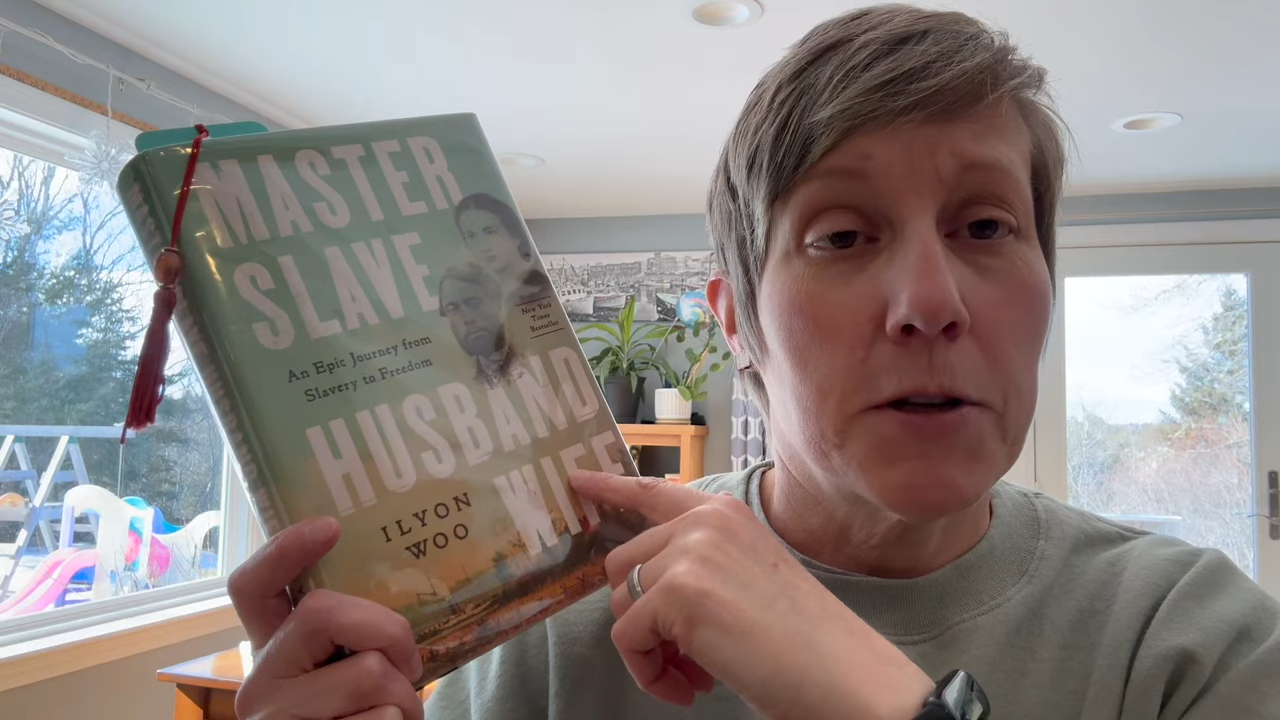 MASTER
SLAVE
An Epic Journey from
Slavery to Freedom
New York
Times
Bestseller
HUSBAND
WIFE
ILYON
WOO